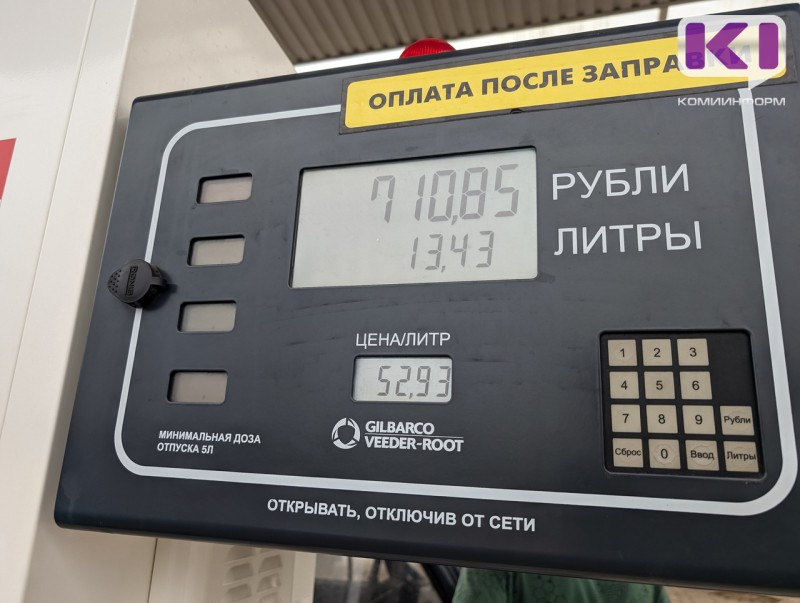 KI
КОМИИНФОРМ
ОПЛАТА ПОСЛЕ ЗАПРАВКИ
710,85 РУБЛИ
13,43 ЛИТРЫ
ЦЕНА/ЛИТР
52,93
GILBARCO
VEEDER-ROOT
МИНИМАЛЬНАЯ ДОЗА
ОТПУСКА 5Л
1 2 3
4 5 6
7 8 9 Рубли
Сброс 0 Ввод Литры
ОТКРЫВАТЬ, ОТКЛЮЧИВ ОТ СЕТИ